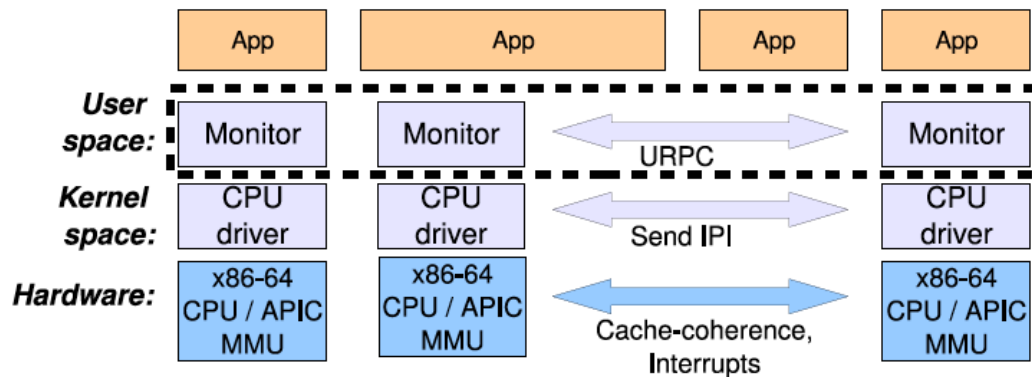 App App App App
User
space:
Monitor Monitor Monitor
URPC
Kernel
space:
CPU
driver
CPU
driver
Send IPI
CPU
driver
Hardware:
x86-64
CPU / APIC
MMU
x86-64
CPU / APIC
MMU
Cache-coherence,
Interrupts
x86-64
CPU / APIC
MMU